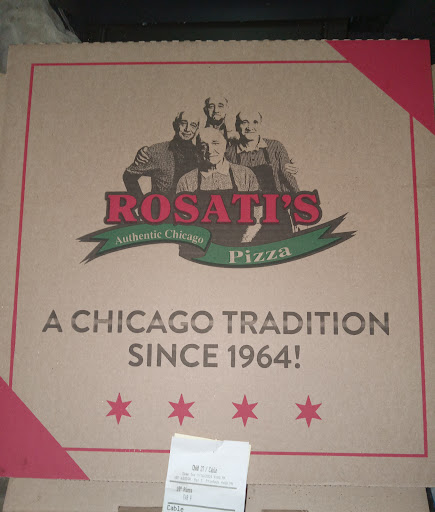 ROSATI'S
Authentic Chicago
Pizza
A CHICAGO TRADITION
SINCE 1964!
Cable